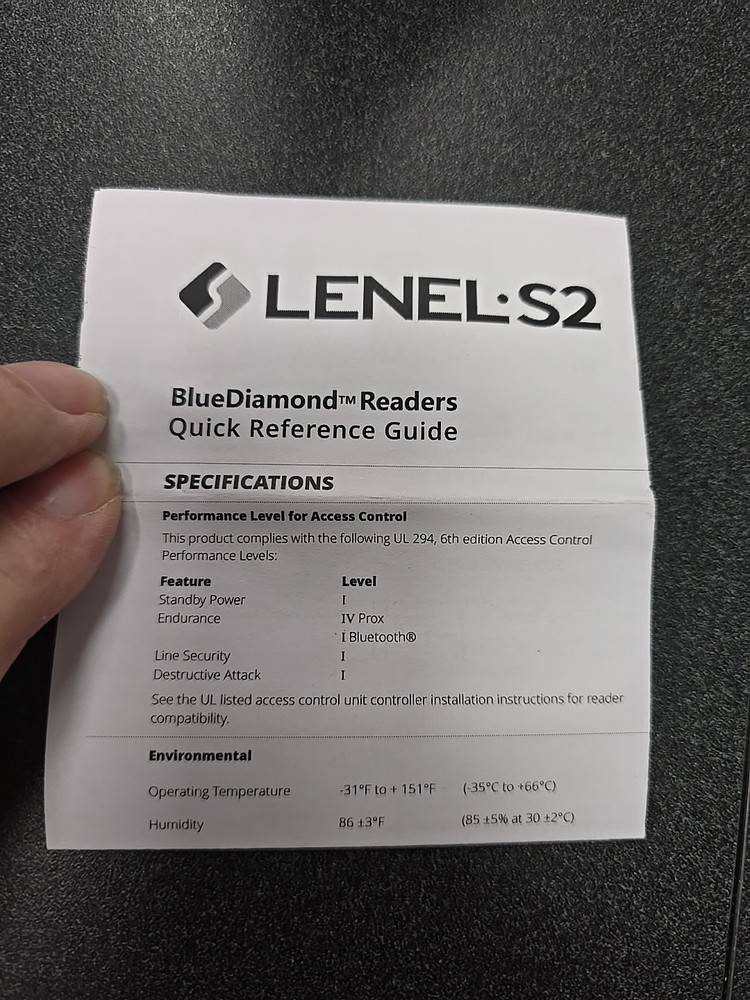 LENEL·S2
BlueDiamond™ Readers
Quick Reference Guide
SPECIFICATIONS
Performance Level for Access Control
This product complies with the following UL 294, 6th edition Access Control
Performance Levels:
Feature Level
Standby Power I
Endurance IV Prox
I Bluetooth®
Line Security I
Destructive Attack I
See the UL listed access control unit controller installation instructions for reader
compatibility.
Environmental
Operating Temperature -31°F to + 151°F (-35°C to +66°C)
Humidity 86 ±3°F (85 ±5% at 30 ±2°C)